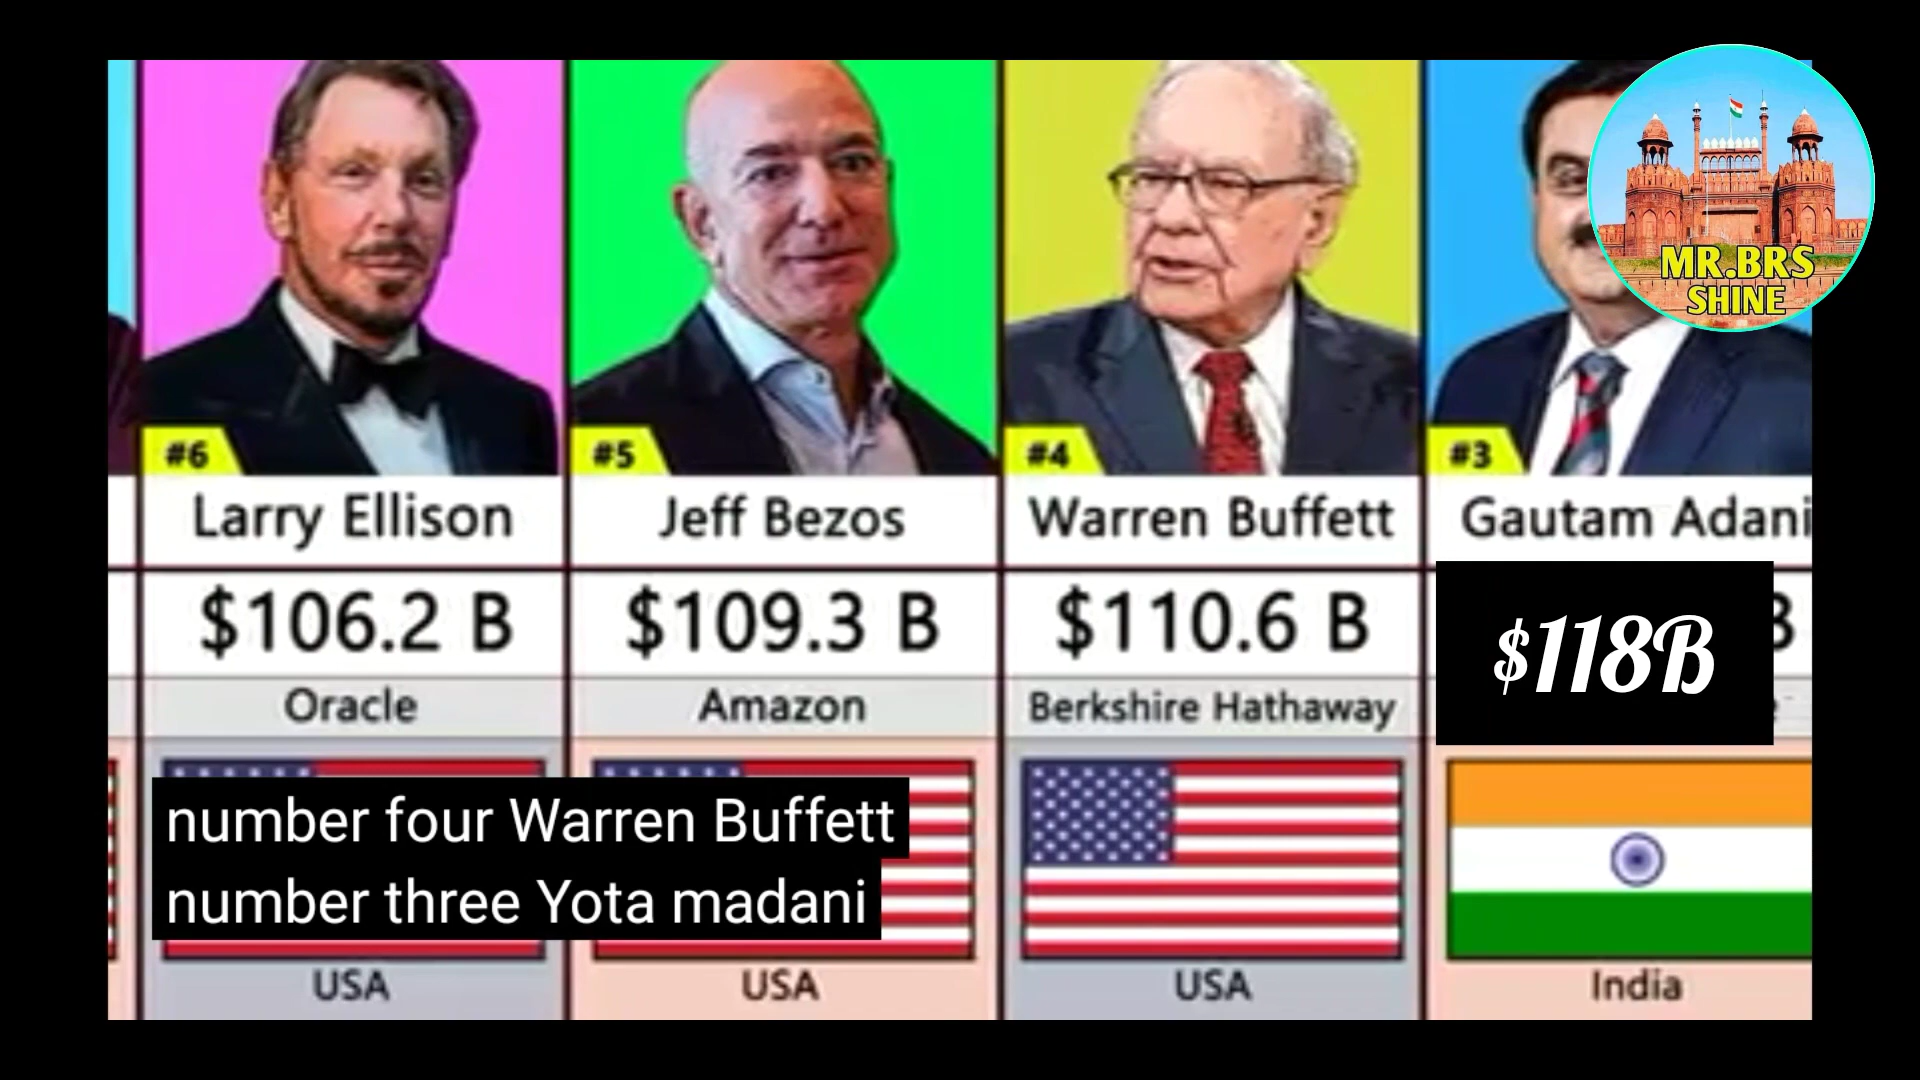 MR.BRS
SHINE
#6
#5
#4
#3
Larry Ellison
Jeff Bezos
Warren Buffett
Gautam Adani
$106.2 B
$109.3 B
$110.6 B
$118B
Oracle
Amazon
Berkshire Hathaway
number four Warren Buffett
number three Yota madani
USA
USA
USA
India